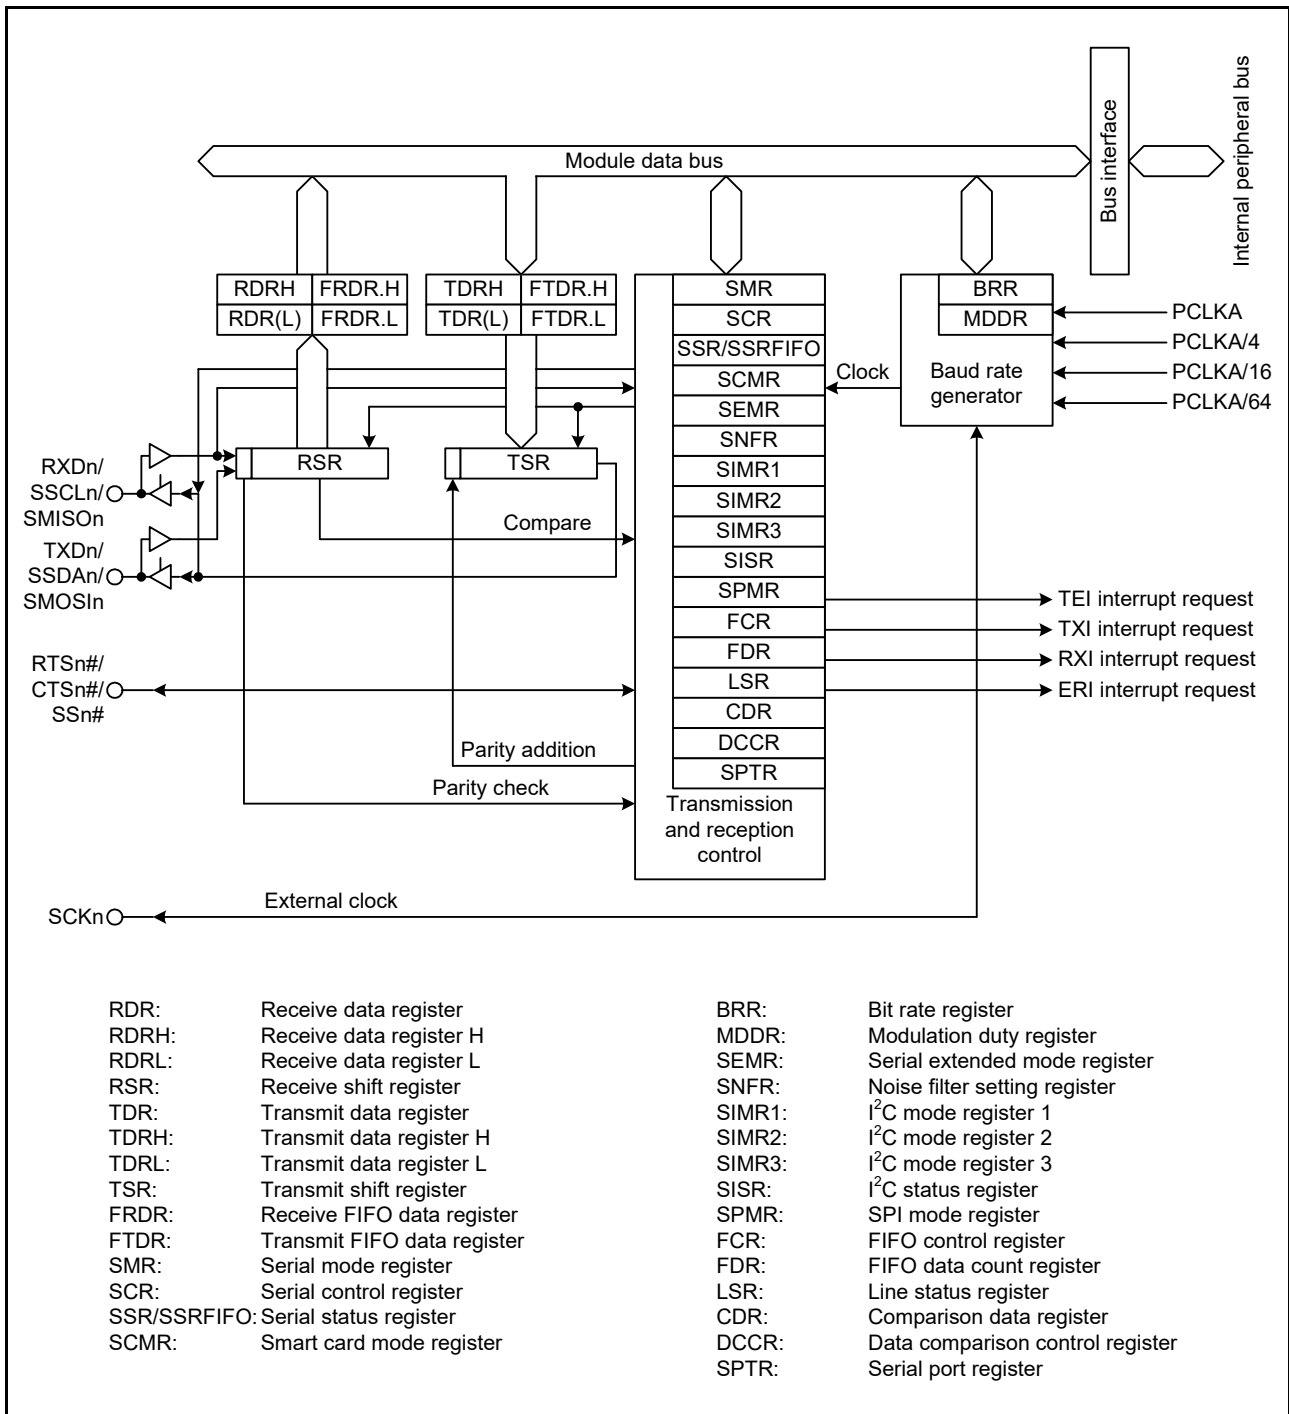 Module data bus
Bus interface
Internal peripheral bus
RDRH FRDR.H
RDR(L) FRDR.L
TDRH FTDR.H
TDR(L) FTDR.L
SMR
SCR
SSR/SSRFIFO
SCMR
SEMR
SNFR
SIMR1
SIMR2
SIMR3
SISR
SPMR
FCR
FDR
LSR
CDR
DCCR
SPTR
Transmission
and reception
control
BRR
MDDR
Baud rate
generator
Clock
PCLKA
PCLKA/4
PCLKA/16
PCLKA/64
RXDn/
SSCLn/
SMISOn
TXDn/
SSDAn/
SMOSIn
RSR
TSR
Compare
TEI interrupt request
TXI interrupt request
RXI interrupt request
ERI interrupt request
RTSn#/
CTSn#/
SSn#
Parity addition
Parity check
SCKn
External clock
RDR: Receive data register
RDRH: Receive data register H
RDRL: Receive data register L
RSR: Receive shift register
TDR: Transmit data register
TDRH: Transmit data register H
TDRL: Transmit data register L
TSR: Transmit shift register
FRDR: Receive FIFO data register
FTDR: Transmit FIFO data register
SMR: Serial mode register
SCR: Serial control register
SSR/SSRFIFO: Serial status register
SCMR: Smart card mode register
BRR: Bit rate register
MDDR: Modulation duty register
SEMR: Serial extended mode register
SNFR: Noise filter setting register
SIMR1: I²C mode register 1
SIMR2: I²C mode register 2
SIMR3: I²C mode register 3
SISR: I²C status register
SPMR: SPI mode register
FCR: FIFO control register
FDR: FIFO data count register
LSR: Line status register
CDR: Comparison data register
DCCR: Data comparison control register
SPTR: Serial port register